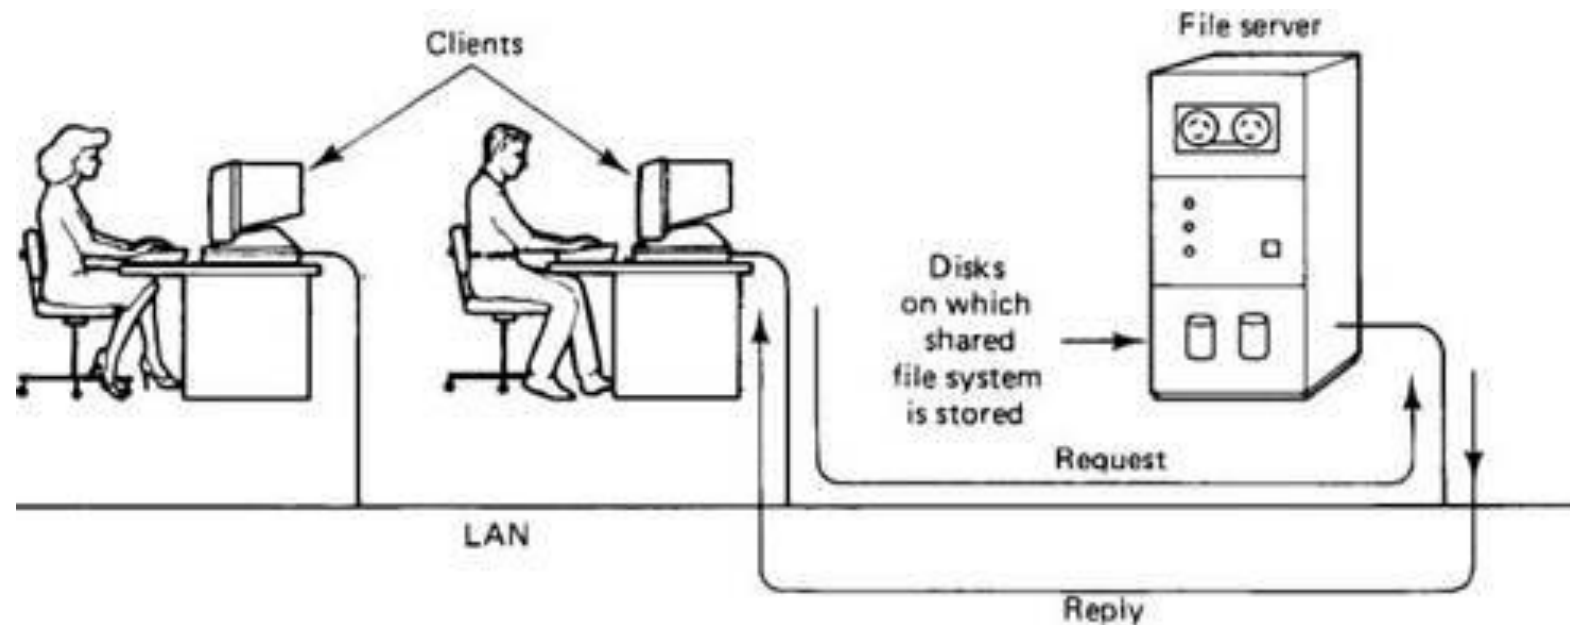 Clients
File server
Disks
on which
shared
file system
is stored
Request
LAN
Reply